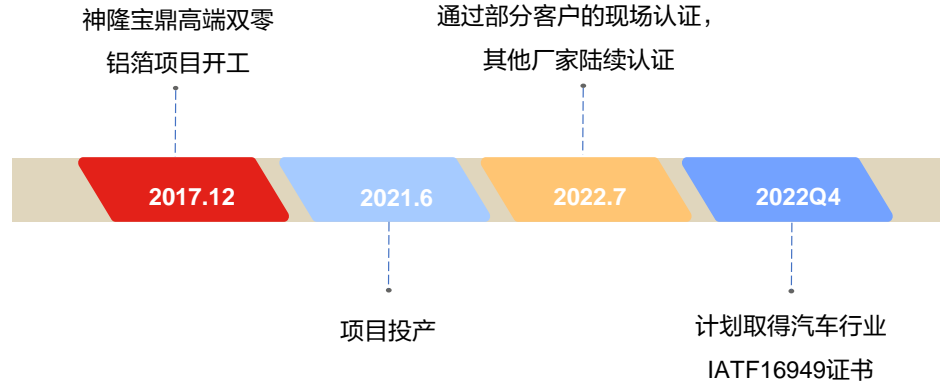 神隆宝鼎高端双零
铝箔项目开工
通过部分客户的现场认证，
其他厂家陆续认证
2017.12
2021.6
2022.7
2022Q4
项目投产
计划取得汽车行业
IATF16949证书